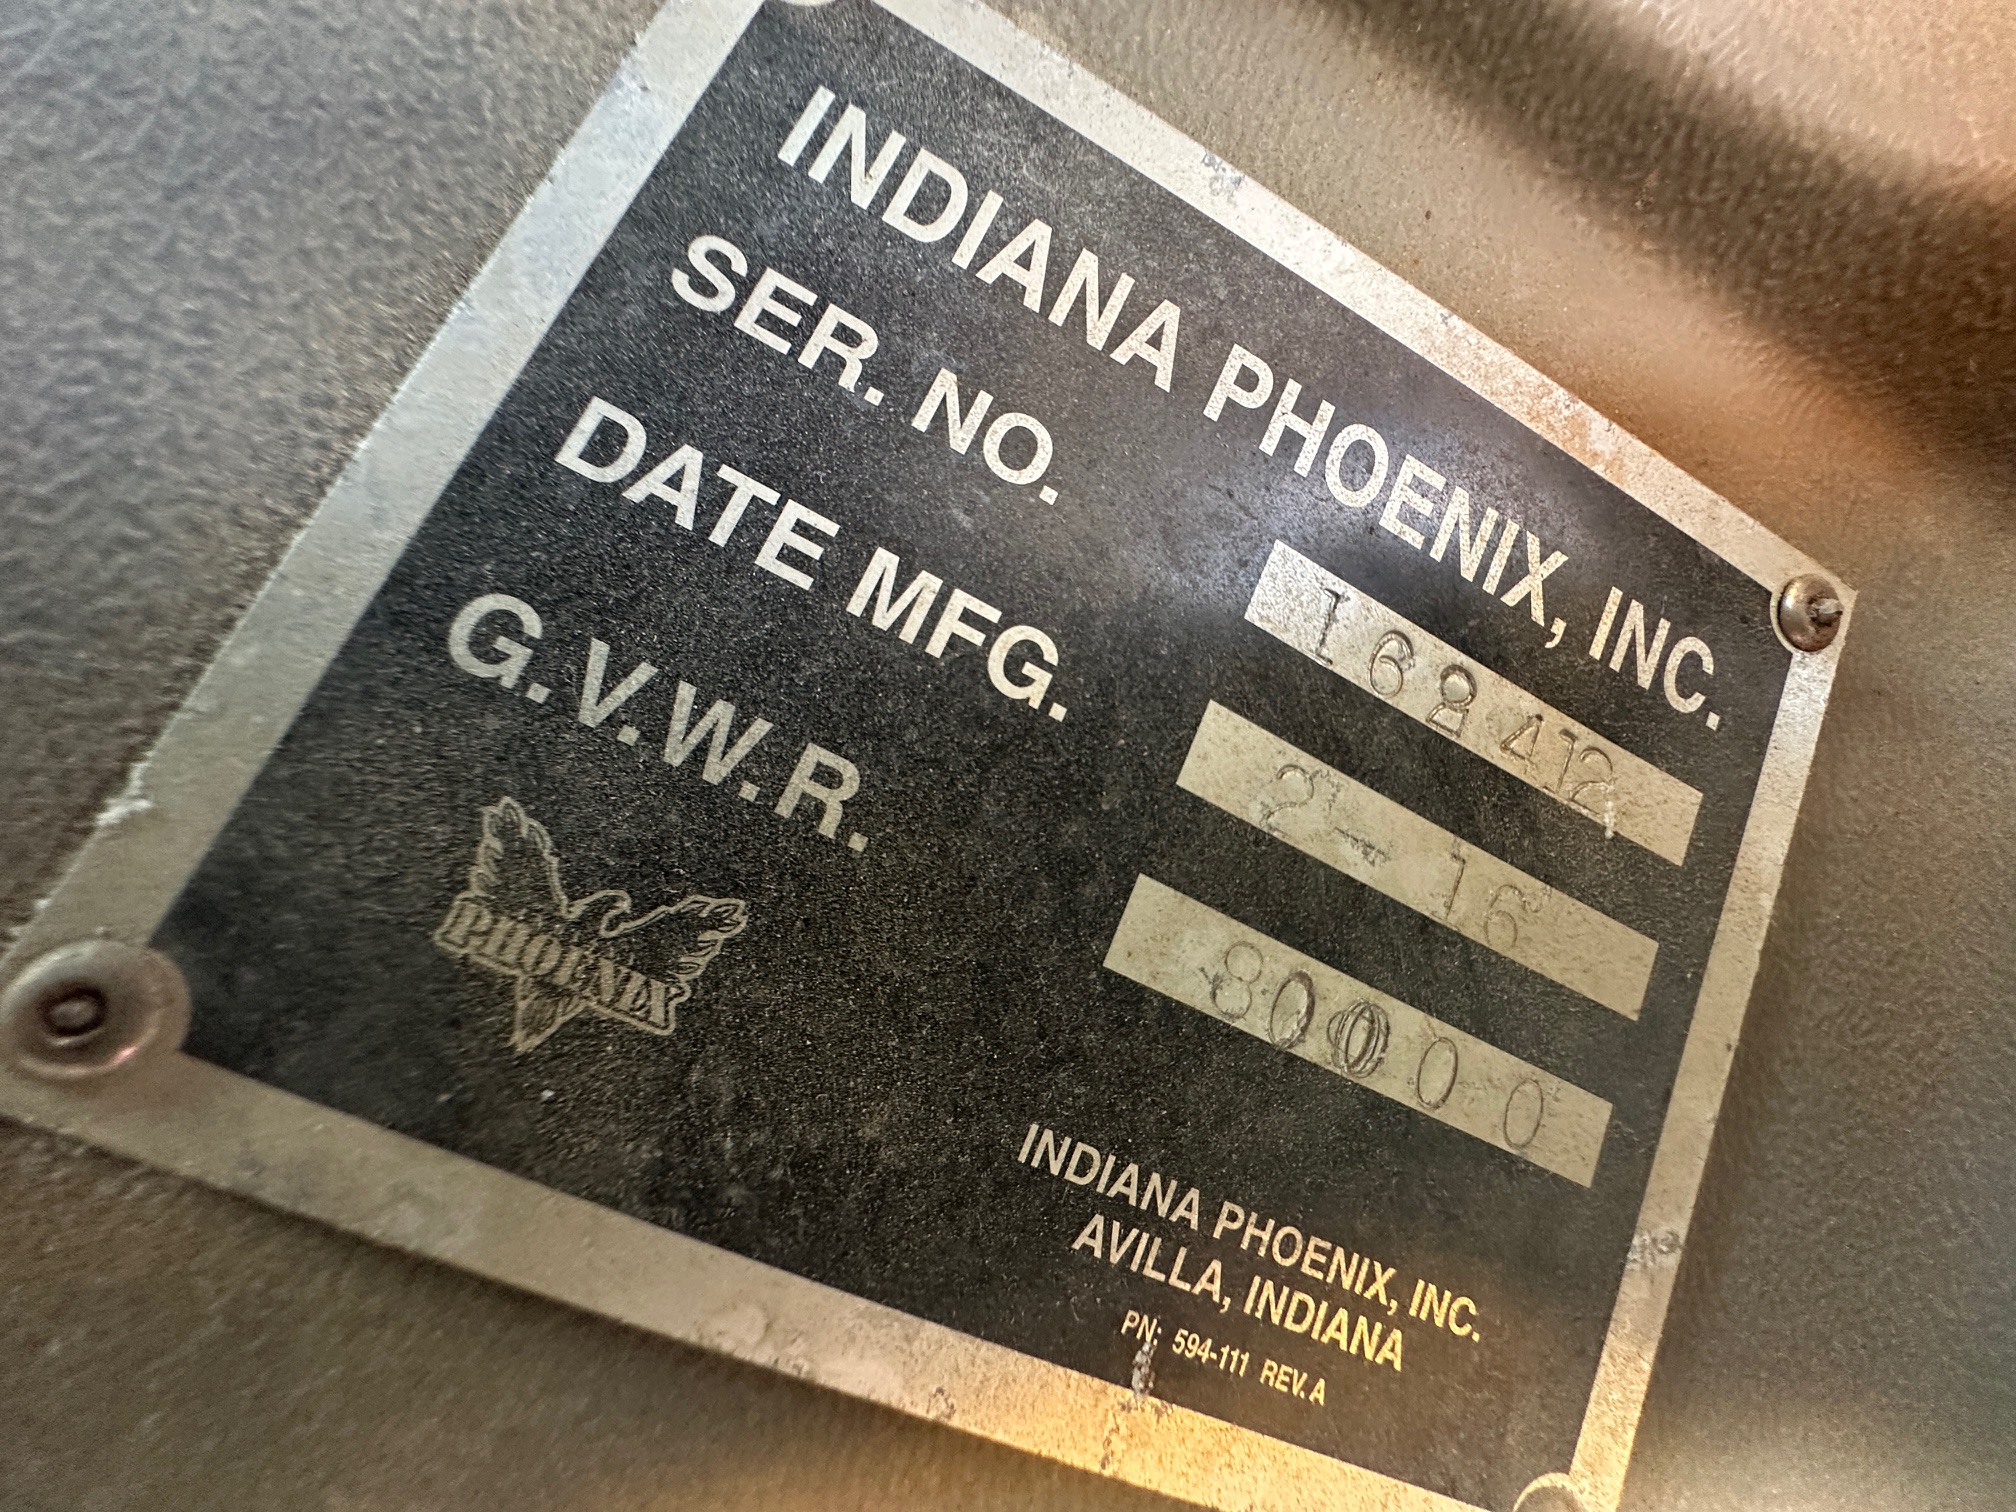 INDIANA PHOENIX, INC.
SER. NO. 168412
DATE MFG. 2-16
G.V.W.R. 80000
PHOENIX
INDIANA PHOENIX, INC.
AVILLA, INDIANA
PN: 594-111 REV. A